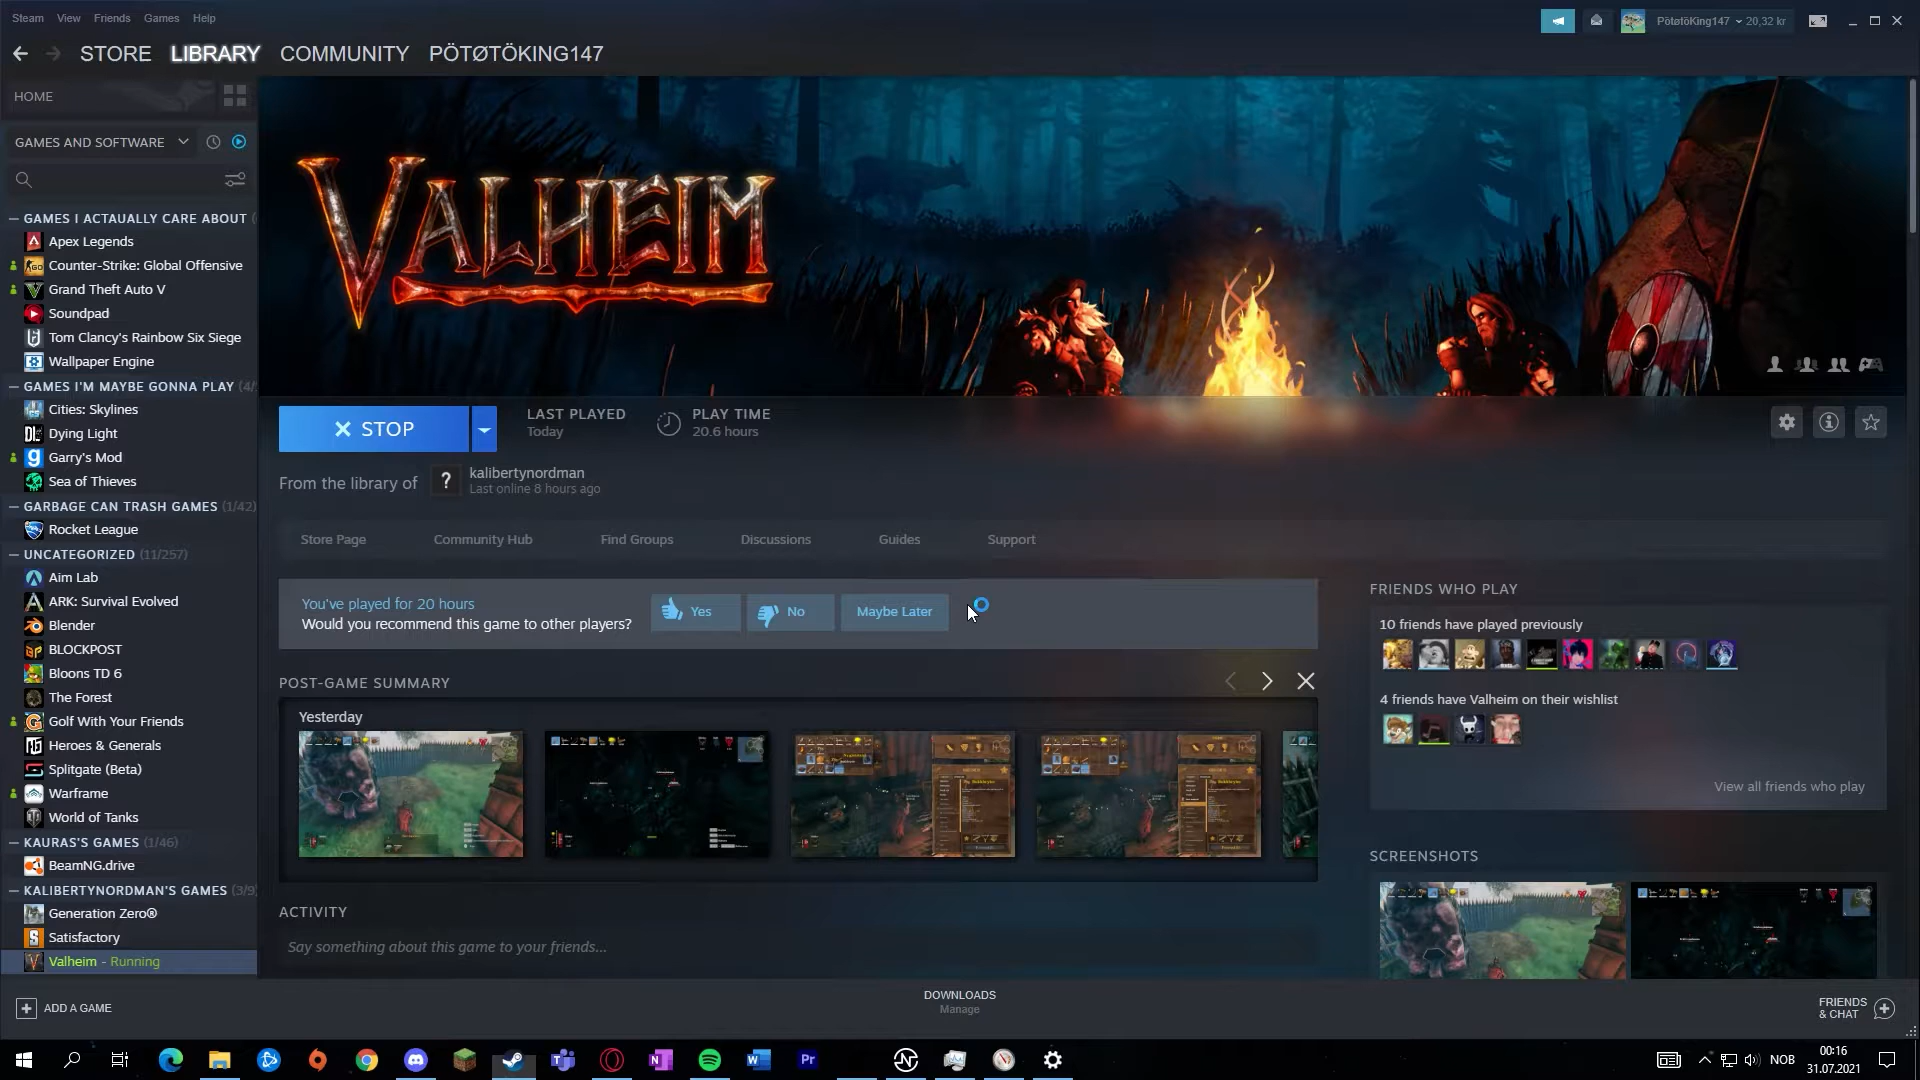 Steam View Friends Games Help
PötøtöKing147 20,32 kr
STORE LIBRARY COMMUNITY PÖTØTÖKING147
HOME
GAMES AND SOFTWARE
GAMES I ACTAUALLY CARE ABOUT
Apex Legends
Counter-Strike: Global Offensive
Grand Theft Auto V
Soundpad
Tom Clancy's Rainbow Six Siege
Wallpaper Engine
GAMES I'M MAYBE GONNA PLAY (4/
Cities: Skylines
Dying Light
Garry's Mod
Sea of Thieves
GARBAGE CAN TRASH GAMES (1/42)
Rocket League
UNCATEGORIZED (11/257)
Aim Lab
ARK: Survival Evolved
Blender
BLOCKPOST
Bloons TD 6
The Forest
Golf With Your Friends
Heroes & Generals
Splitgate (Beta)
Warframe
World of Tanks
KAURAS'S GAMES (1/46)
BeamNG.drive
KALIBERTYNORDMAN'S GAMES (3/9
Generation Zero®
Satisfactory
Valheim - Running
ADD A GAME
VALHEIM
STOP
LAST PLAYED
Today
PLAY TIME
20.6 hours
From the library of
?
kalibertynordman
Last online 8 hours ago
Store Page Community Hub Find Groups Discussions Guides Support
You've played for 20 hours
Would you recommend this game to other players?
Yes No Maybe Later
POST-GAME SUMMARY
Yesterday
ACTIVITY
Say something about this game to your friends...
FRIENDS WHO PLAY
10 friends have played previously
4 friends have Valheim on their wishlist
View all friends who play
SCREENSHOTS
DOWNLOADS
Manage
FRIENDS
& CHAT
Pr
NOB
00:16
31.07.2021